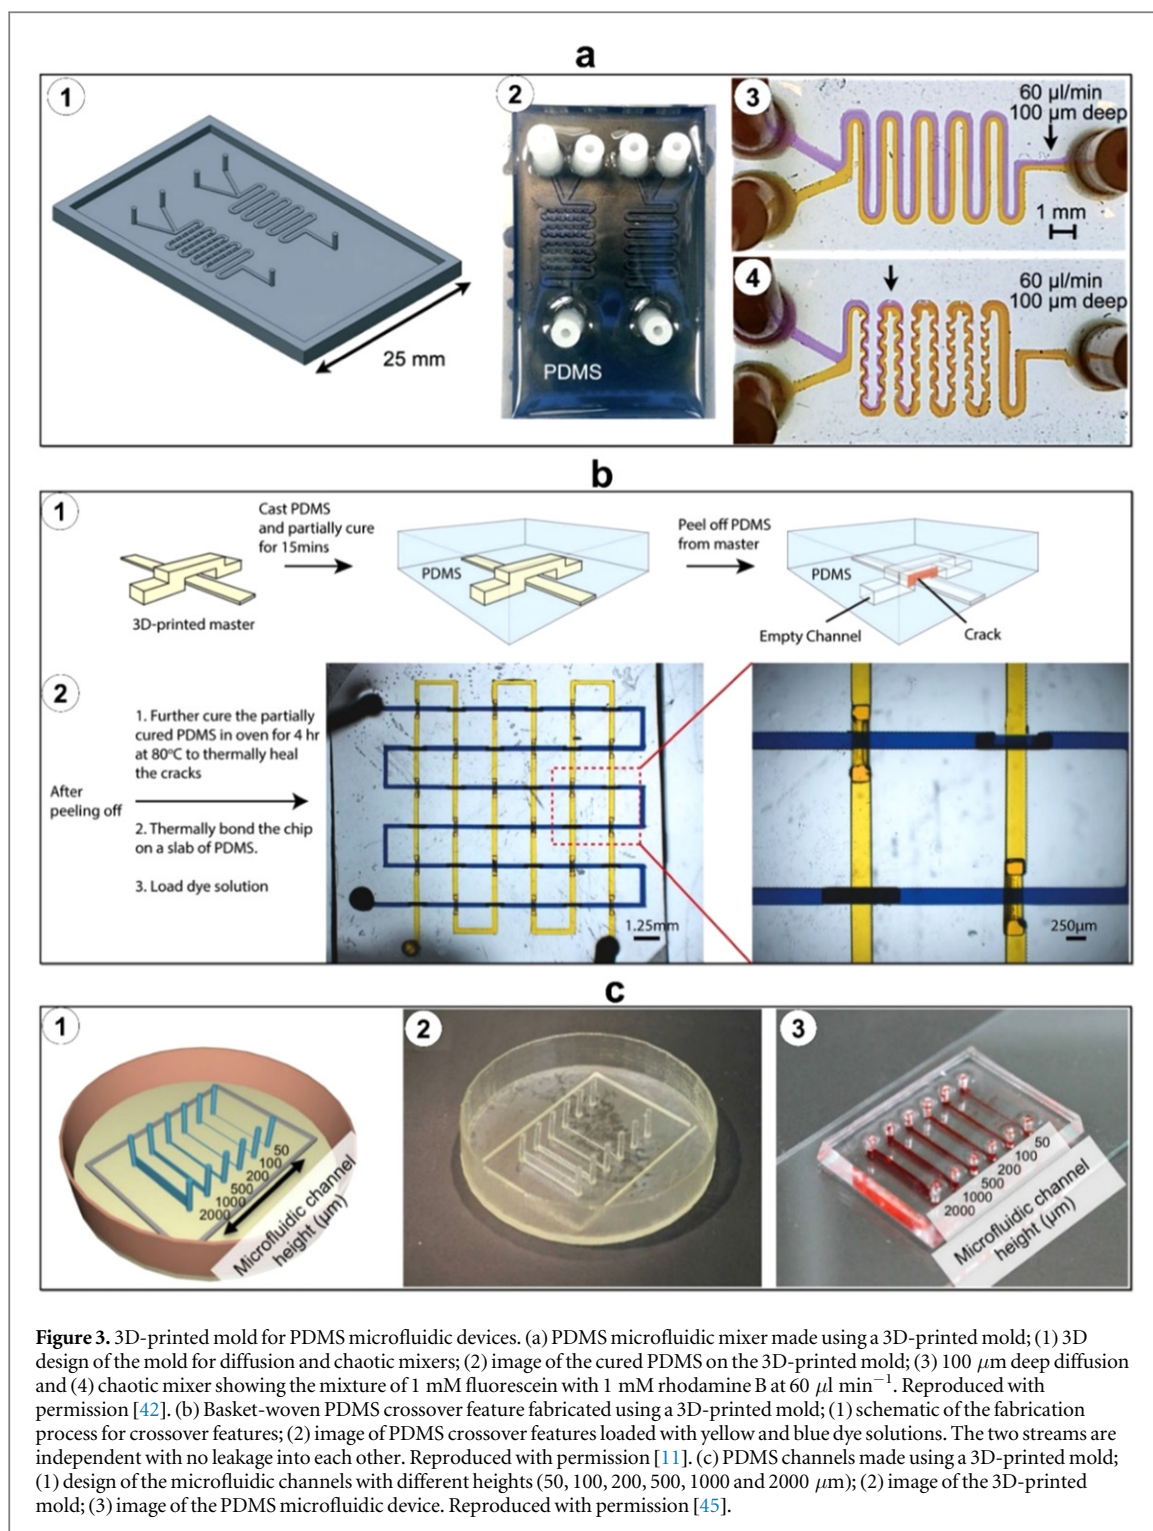 a
1
25 mm
2
PDMS
3
60 µl/min
100 µm deep
1 mm
4
60 µl/min
100 µm deep
b
1
3D-printed master
Cast PDMS
and partially cure
for 15mins
PDMS
Peel off PDMS
from master
PDMS
Empty Channel
Crack
2
After
peeling off
1. Further cure the partially
cured PDMS in oven for 4 hr
at 80°C to thermally heal
the cracks
2. Thermally bond the chip
on a slab of PDMS.
3. Load dye solution
1.25mm
250µm
c
1
50
100
200
500
1000
2000
Microfluidic channel
height (µm)
2
3
50
100
200
500
1000
2000
Microfluidic channel
height (µm)
Figure 3. 3D-printed mold for PDMS microfluidic devices. (a) PDMS microfluidic mixer made using a 3D-printed mold; (1) 3D
design of the mold for diffusion and chaotic mixers; (2) image of the cured PDMS on the 3D-printed mold; (3) 100 µm deep diffusion
and (4) chaotic mixer showing the mixture of 1 mM fluorescein with 1 mM rhodamine B at 60 µl min⁻¹. Reproduced with
permission [42]. (b) Basket-woven PDMS crossover feature fabricated using a 3D-printed mold; (1) schematic of the fabrication
process for crossover features; (2) image of PDMS crossover features loaded with yellow and blue dye solutions. The two streams are
independent with no leakage into each other. Reproduced with permission [11]. (c) PDMS channels made using a 3D-printed mold;
(1) design of the microfluidic channels with different heights (50, 100, 200, 500, 1000 and 2000 µm); (2) image of the 3D-printed
mold; (3) image of the PDMS microfluidic device. Reproduced with permission [45].